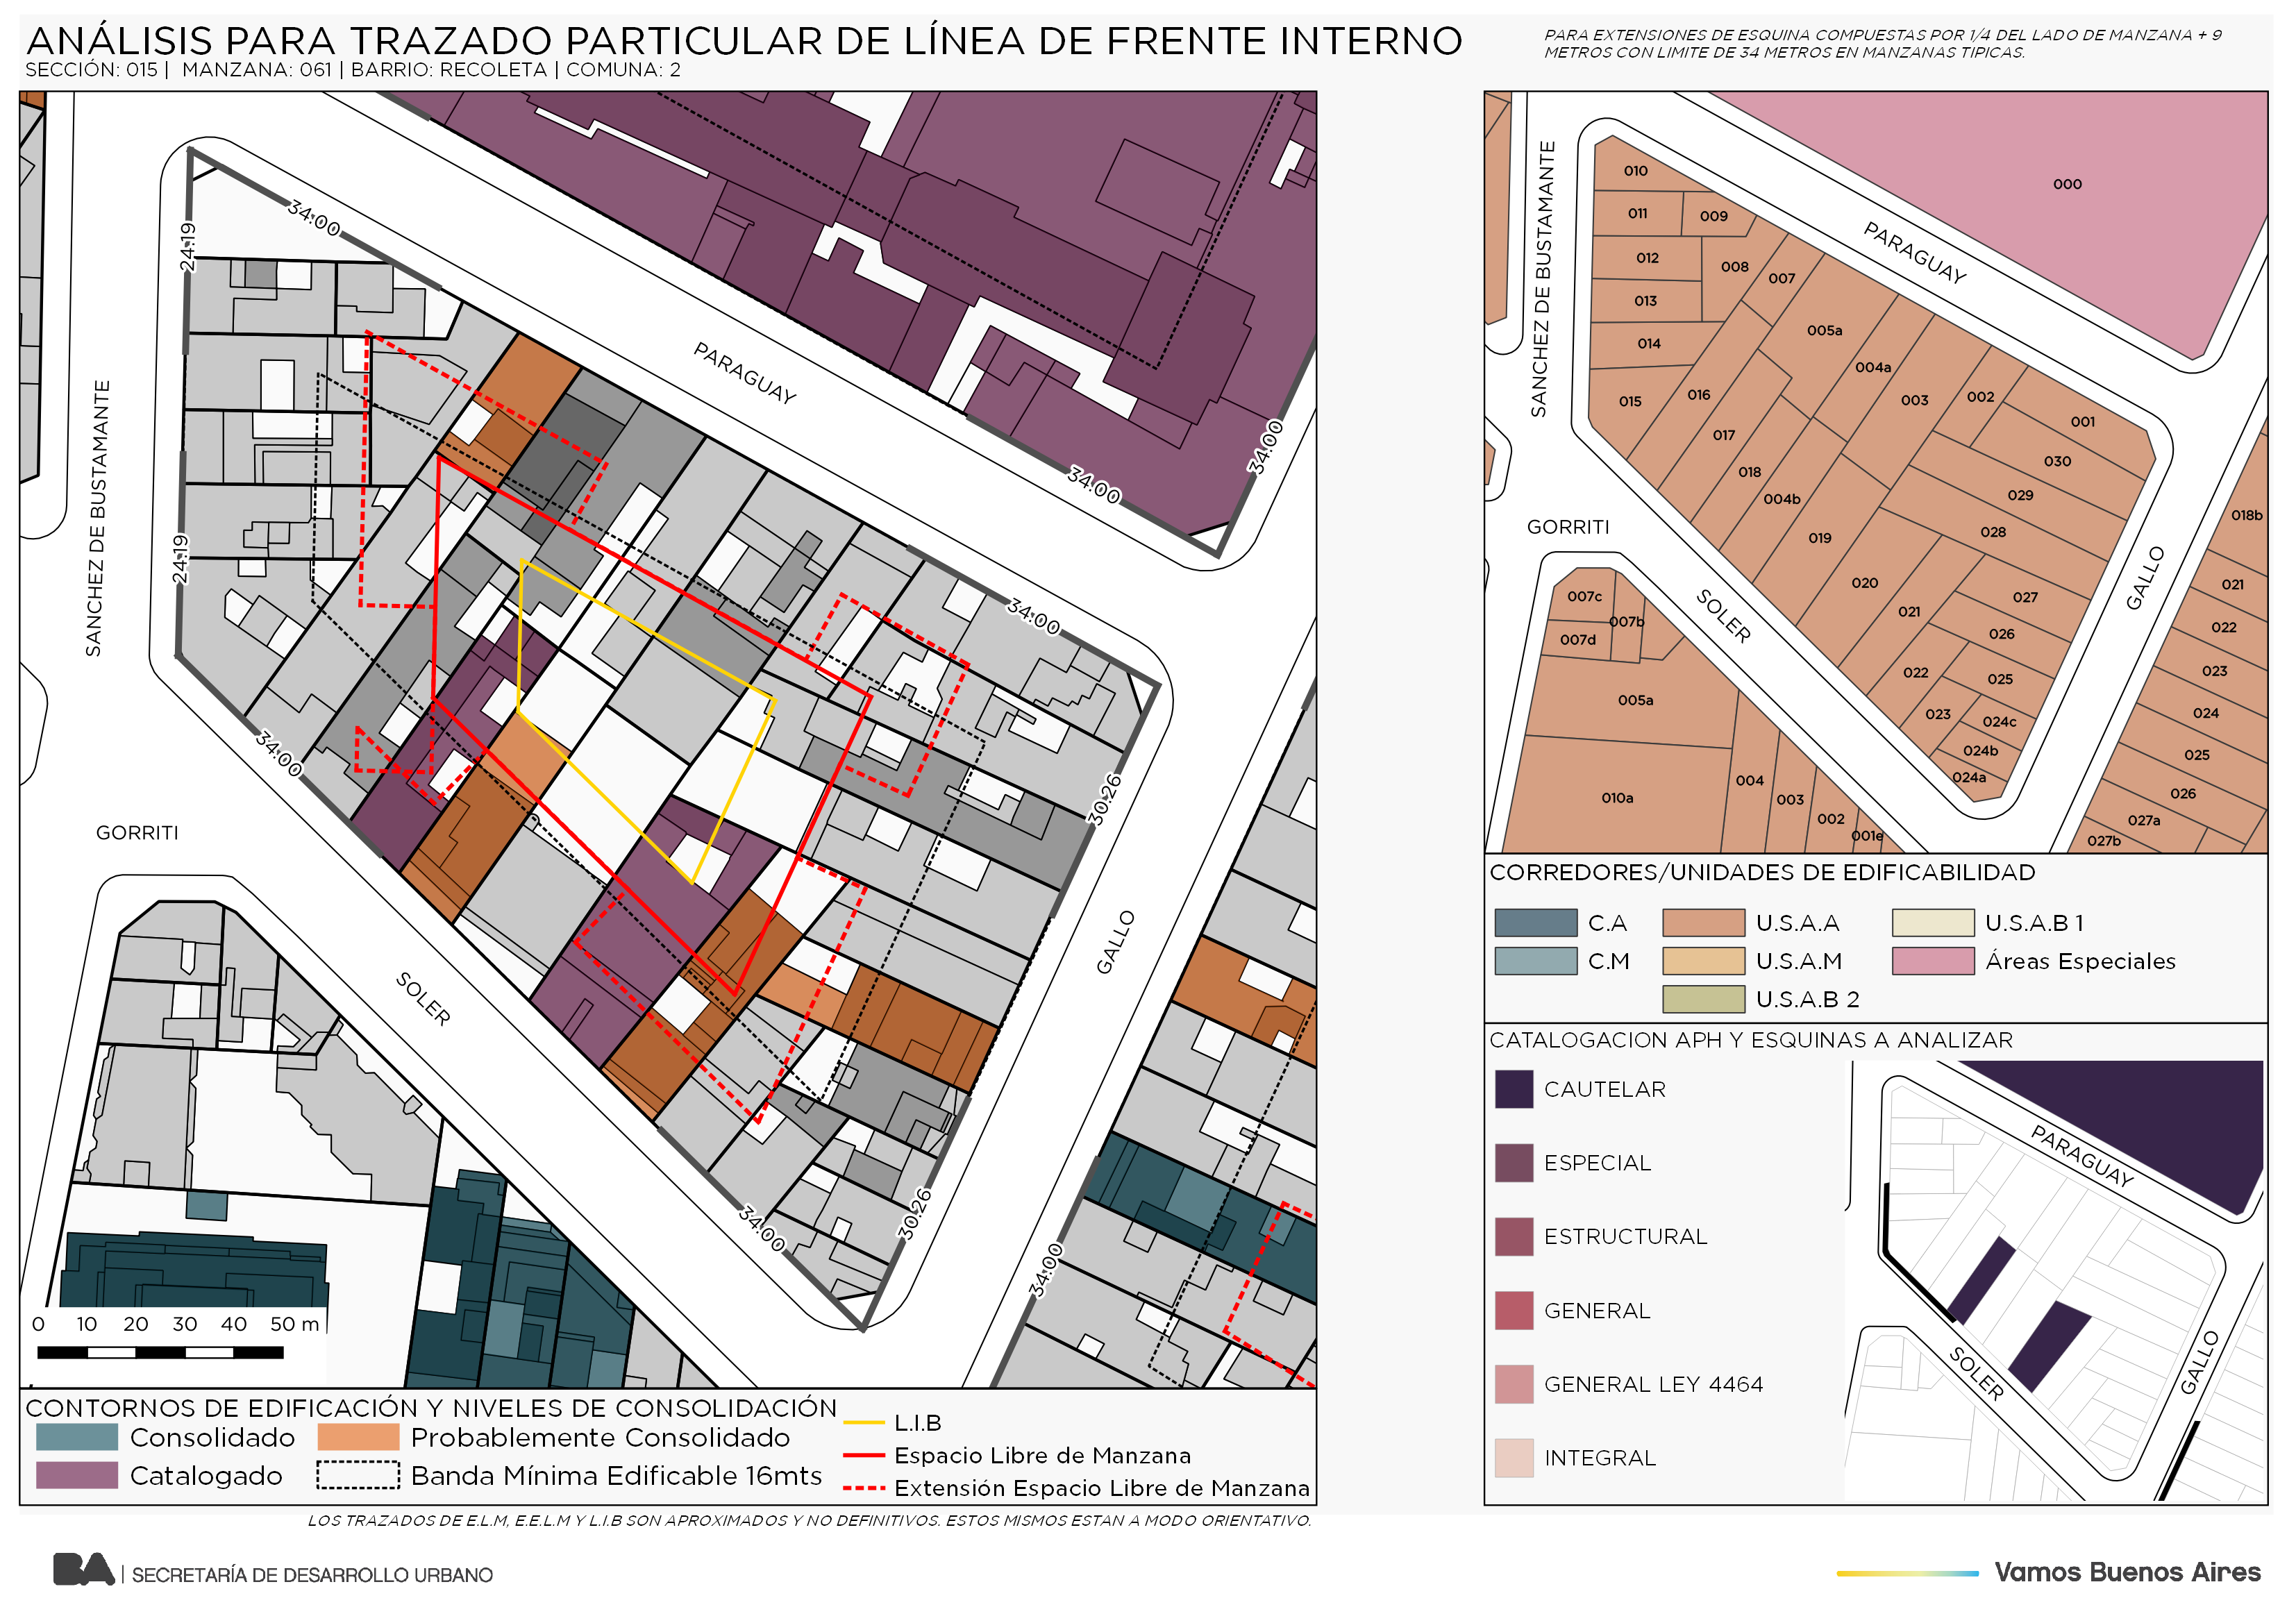 ANÁLISIS PARA TRAZADO PARTICULAR DE LÍNEA DE FRENTE INTERNO
SECCIÓN: 015 | MANZANA: 061 | BARRIO: RECOLETA | COMUNA: 2
PARA EXTENSIONES DE ESQUINA COMPUESTAS POR 1/4 DEL LADO DE MANZANA + 9
METROS CON LIMITE DE 34 METROS EN MANZANAS TIPICAS.
24.19
34.00
PARAGUAY
34.00
34.00
SANCHEZ DE BUSTAMANTE
24.19
34.00
34.00
30.26
GORRITI
SOLER
GALLO
34.00
30.26
34.00
0 10 20 30 40 50 m
CONTORNOS DE EDIFICACIÓN Y NIVELES DE CONSOLIDACIÓN
Consolidado
Probablemente Consolidado
Catalogado
Banda Mínima Edificable 16mts
L.I.B
Espacio Libre de Manzana
Extensión Espacio Libre de Manzana
LOS TRAZADOS DE E.L.M, E.E.L.M Y L.I.B SON APROXIMADOS Y NO DEFINITIVOS. ESTOS MISMOS ESTAN A MODO ORIENTATIVO.
SANCHEZ DE BUSTAMANTE
PARAGUAY
GORRITI
SOLER
GALLO
000
010
011
009
012
008
007
013
014
005a
004a
015
016
003
002
001
017
030
018
029
004b
028
019
018b
020
021
007c
027
021
007b
022
007d
026
022
025
023
005a
023
024c
024
024b
025
024a
010a
004
003
026
002
027a
001e
027b
CORREDORES/UNIDADES DE EDIFICABILIDAD
C.A
U.S.A.A
U.S.A.B 1
C.M
U.S.A.M
Áreas Especiales
U.S.A.B 2
CATALOGACION APH Y ESQUINAS A ANALIZAR
CAUTELAR
ESPECIAL
ESTRUCTURAL
GENERAL
GENERAL LEY 4464
INTEGRAL
PARAGUAY
SOLER
GALLO
BA | SECRETARÍA DE DESARROLLO URBANO
Vamos Buenos Aires